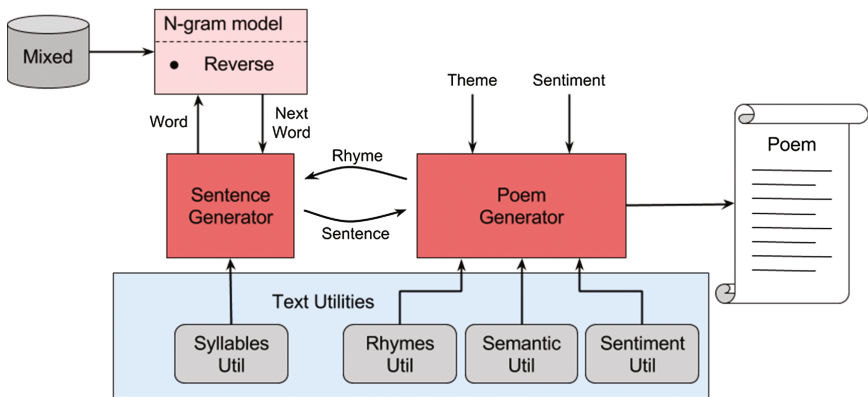 N-gram model
Mixed
● Reverse
Theme
Sentiment
Word
Next
Word
Poem
Rhyme
Sentence
Generator
Poem
Generator
Sentence
Text Utilities
Syllables
Util
Rhymes
Util
Semantic
Util
Sentiment
Util